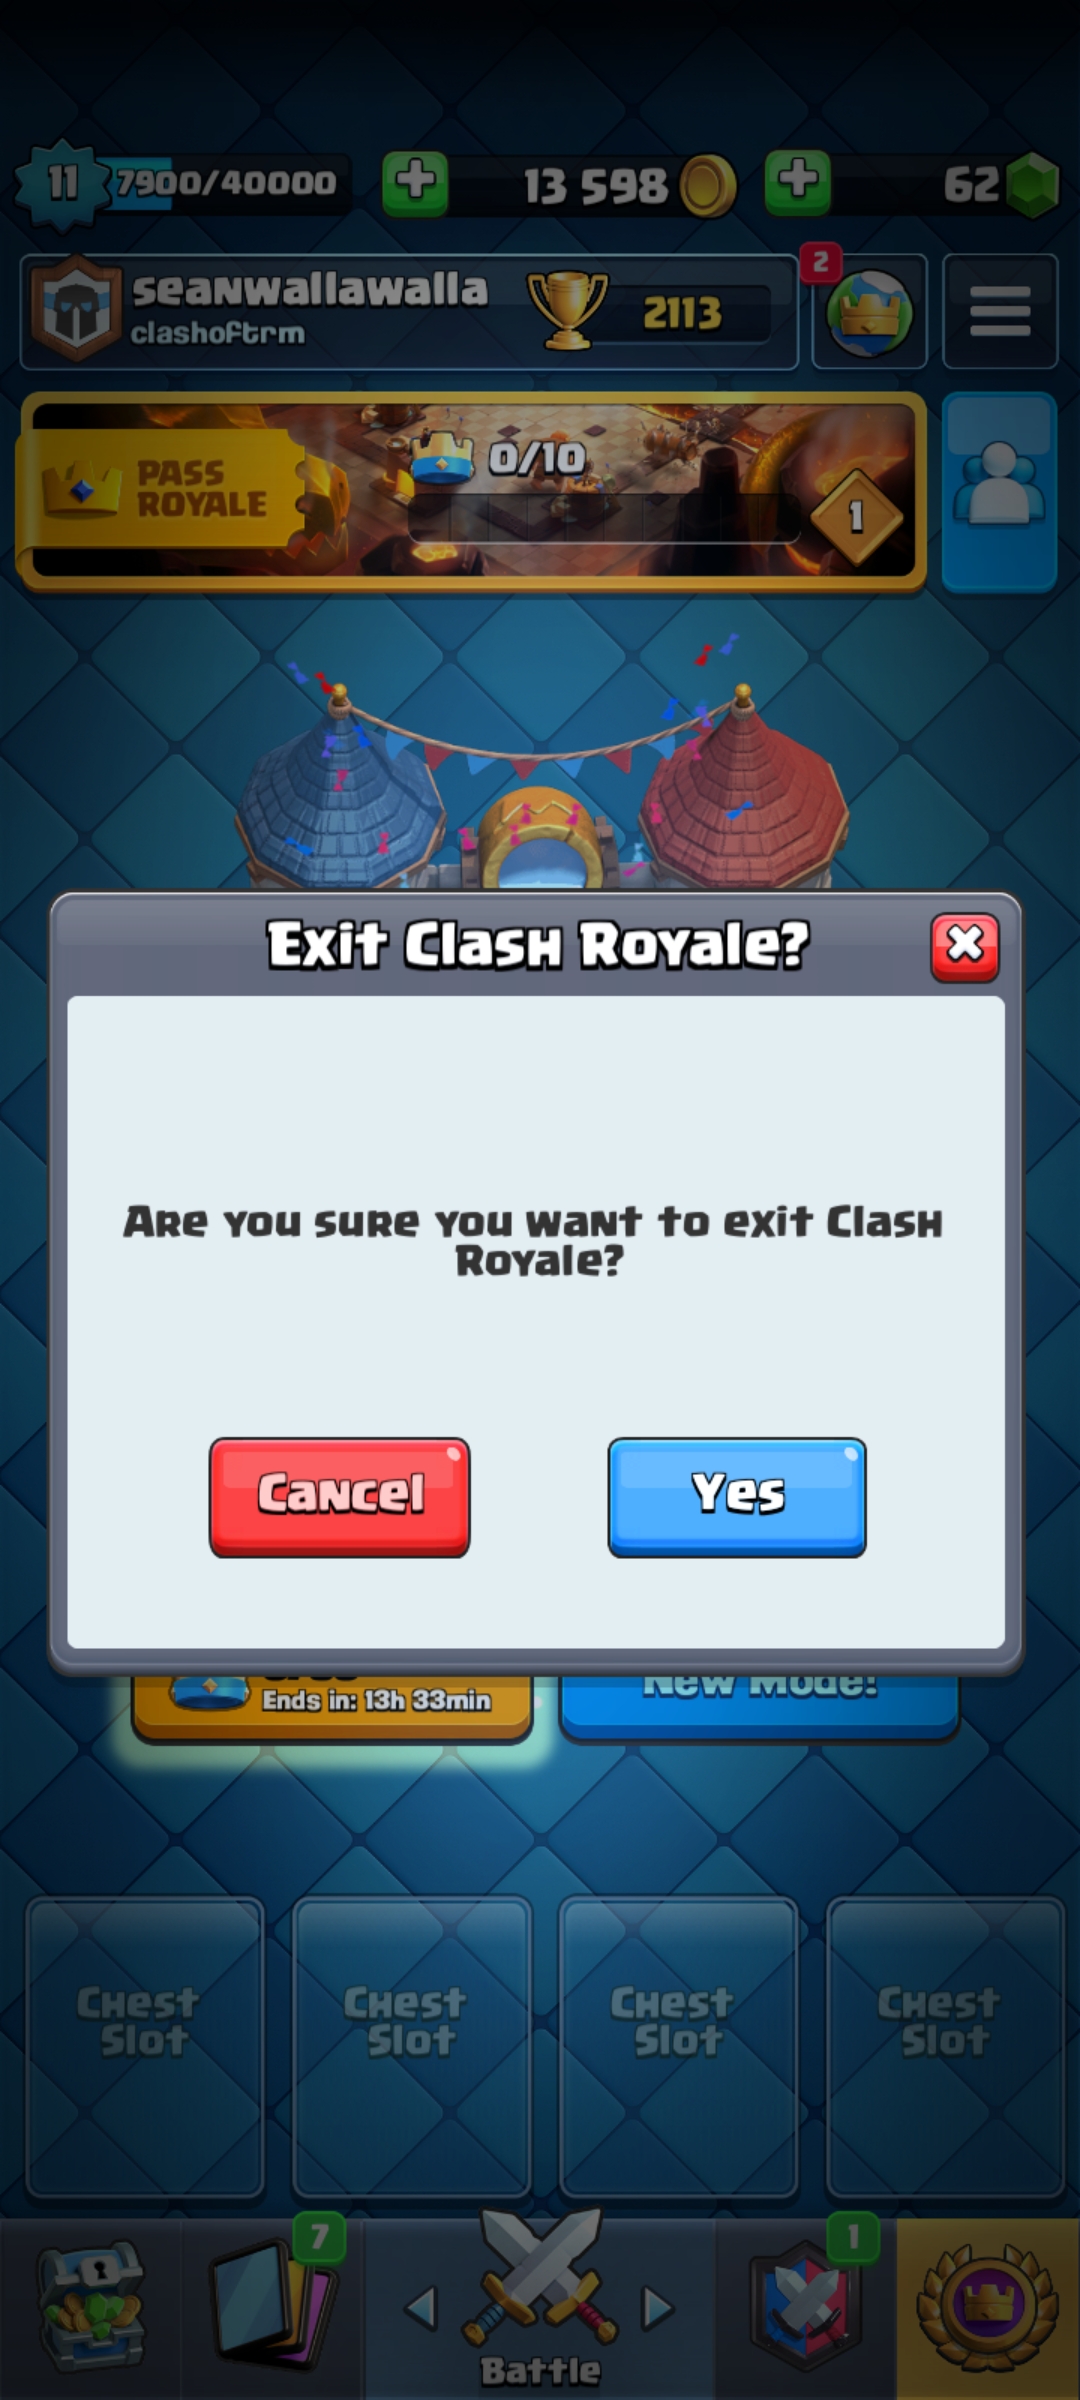 11
7900/40000
13 598
62
seanwallawalla
clashoftrm
2113
2
PASS
ROYALE
0/10
1
Exit Clash Royale?
Are you sure you want to exit Clash
Royale?
Cancel
Yes
Ends in: 13h 33min
New Mode!
Chest
Slot
Chest
Slot
Chest
Slot
Chest
Slot
7
1
Battle